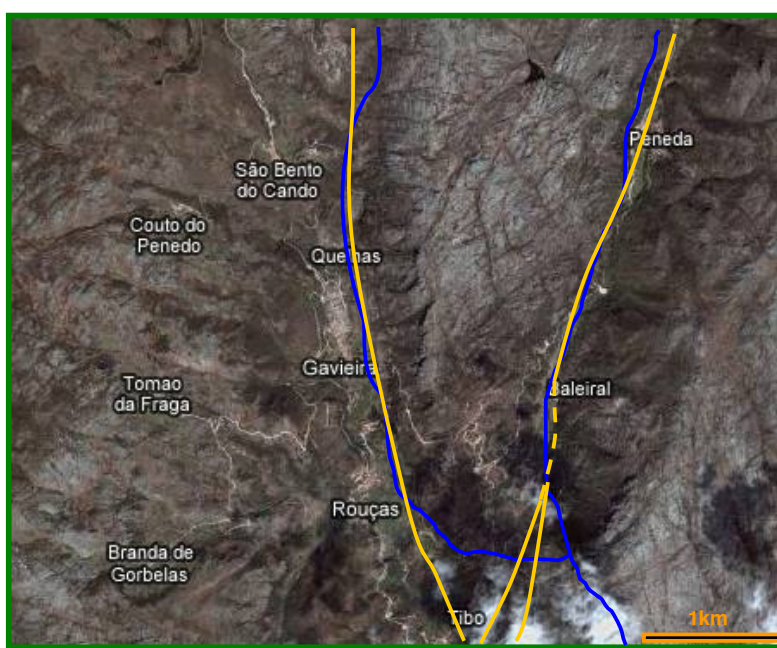 Peneda
São Bento
do Cando
Couto do
Penedo
Quelhas
Gavieira
Tomao
da Fraga
Baleiral
Rouças
Branda de
Gorbelas
Tibo
1km